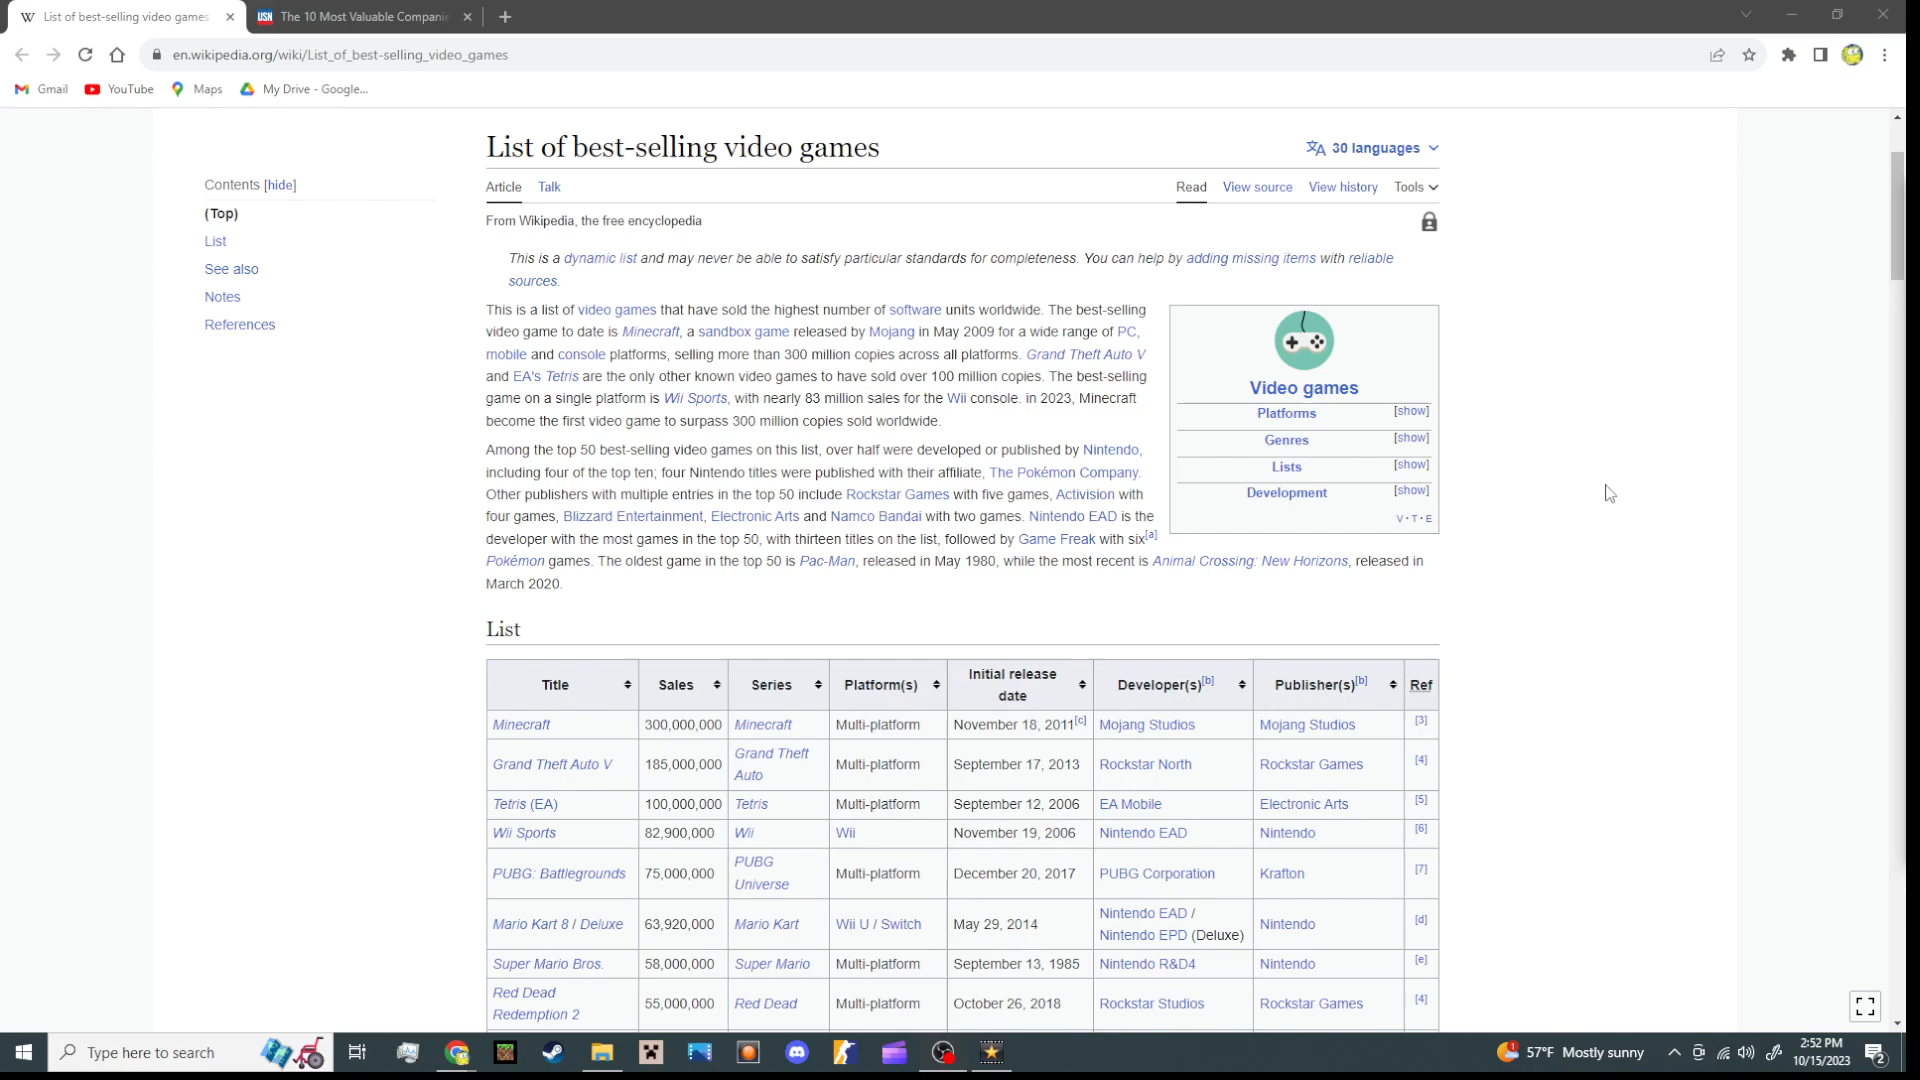 List of best-selling video games
The 10 Most Valuable Companie
en.wikipedia.org/wiki/List_of_best-selling_video_games
Gmail
YouTube
Maps
My Drive - Google...
List of best-selling video games
30 languages
Contents [hide]
(Top)
List
See also
Notes
References
Article Talk
Read View source View history Tools
From Wikipedia, the free encyclopedia
This is a dynamic list and may never be able to satisfy particular standards for completeness. You can help by adding missing items with reliable
sources.
This is a list of video games that have sold the highest number of software units worldwide. The best-selling
video game to date is Minecraft, a sandbox game released by Mojang in May 2009 for a wide range of PC,
mobile and console platforms, selling more than 300 million copies across all platforms. Grand Theft Auto V
and EA's Tetris are the only other known video games to have sold over 100 million copies. The best-selling
game on a single platform is Wii Sports, with nearly 83 million sales for the Wii console. in 2023, Minecraft
become the first video game to surpass 300 million copies sold worldwide.
Video games
Platforms [show]
Genres [show]
Lists [show]
Development [show]
V · T · E
Among the top 50 best-selling video games on this list, over half were developed or published by Nintendo,
including four of the top ten; four Nintendo titles were published with their affiliate, The Pokémon Company.
Other publishers with multiple entries in the top 50 include Rockstar Games with five games, Activision with
four games, Blizzard Entertainment, Electronic Arts and Namco Bandai with two games. Nintendo EAD is the
developer with the most games in the top 50, with thirteen titles on the list, followed by Game Freak with six[a]
Pokémon games. The oldest game in the top 50 is Pac-Man, released in May 1980, while the most recent is Animal Crossing: New Horizons, released in
March 2020.
List
Title Sales Series Platform(s) Initial release date Developer(s)[b] Publisher(s)[b] Ref
Minecraft 300,000,000 Minecraft Multi-platform November 18, 2011[c] Mojang Studios Mojang Studios [3]
Grand Theft Auto V 185,000,000 Grand Theft Auto Multi-platform September 17, 2013 Rockstar North Rockstar Games [4]
Tetris (EA) 100,000,000 Tetris Multi-platform September 12, 2006 EA Mobile Electronic Arts [5]
Wii Sports 82,900,000 Wii Wii November 19, 2006 Nintendo EAD Nintendo [6]
PUBG: Battlegrounds 75,000,000 PUBG Universe Multi-platform December 20, 2017 PUBG Corporation Krafton [7]
Mario Kart 8 / Deluxe 63,920,000 Mario Kart Wii U / Switch May 29, 2014 Nintendo EAD / Nintendo EPD (Deluxe) Nintendo [d]
Super Mario Bros. 58,000,000 Super Mario Multi-platform September 13, 1985 Nintendo R&D4 Nintendo [e]
Red Dead Redemption 2 55,000,000 Red Dead Multi-platform October 26, 2018 Rockstar Studios Rockstar Games [4]
Type here to search
57°F Mostly sunny
2:52 PM
10/15/2023
2